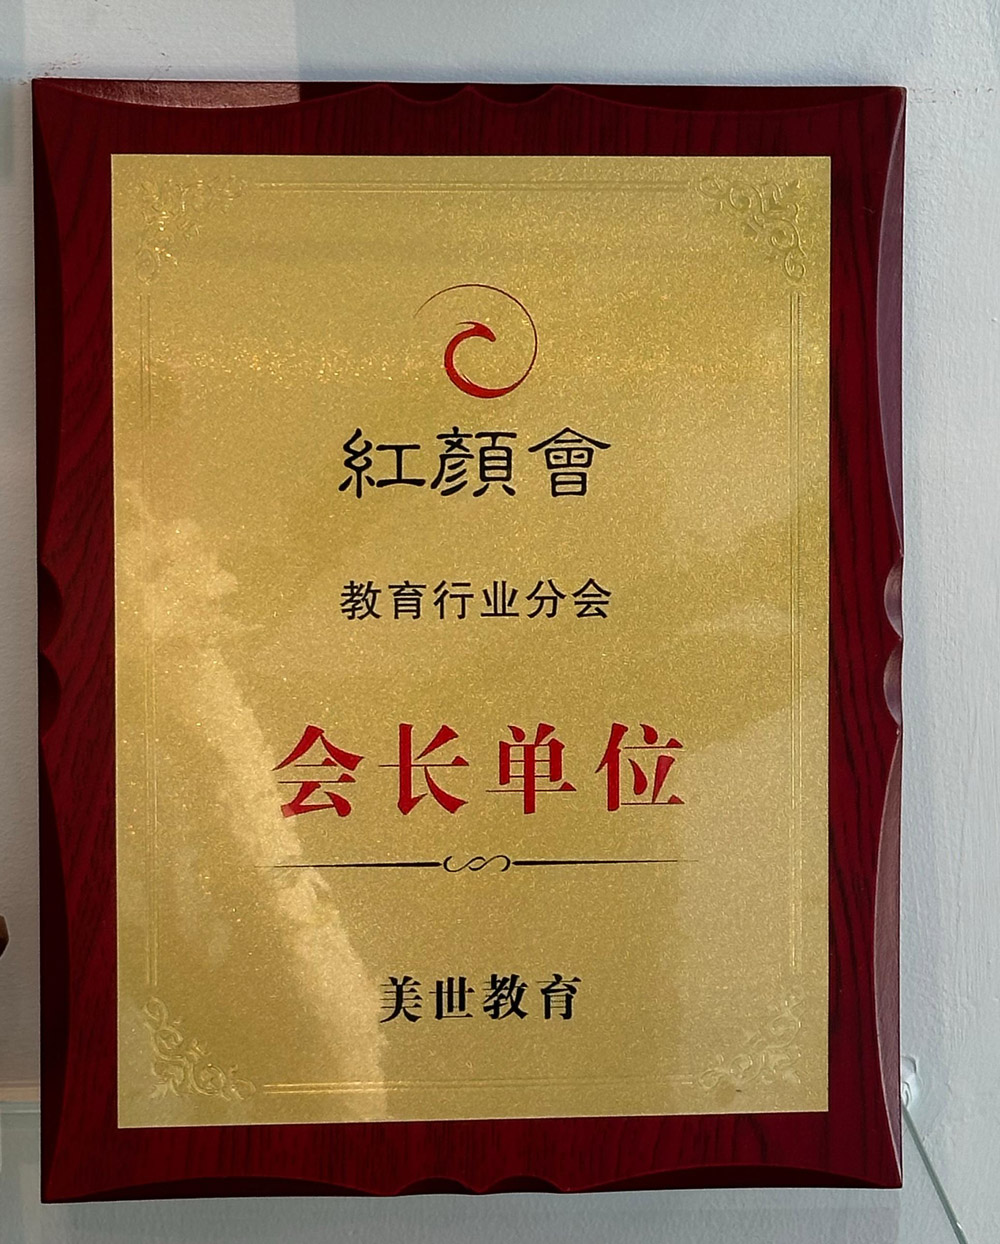 紅顏會
教育行业分会
会长单位
美世教育